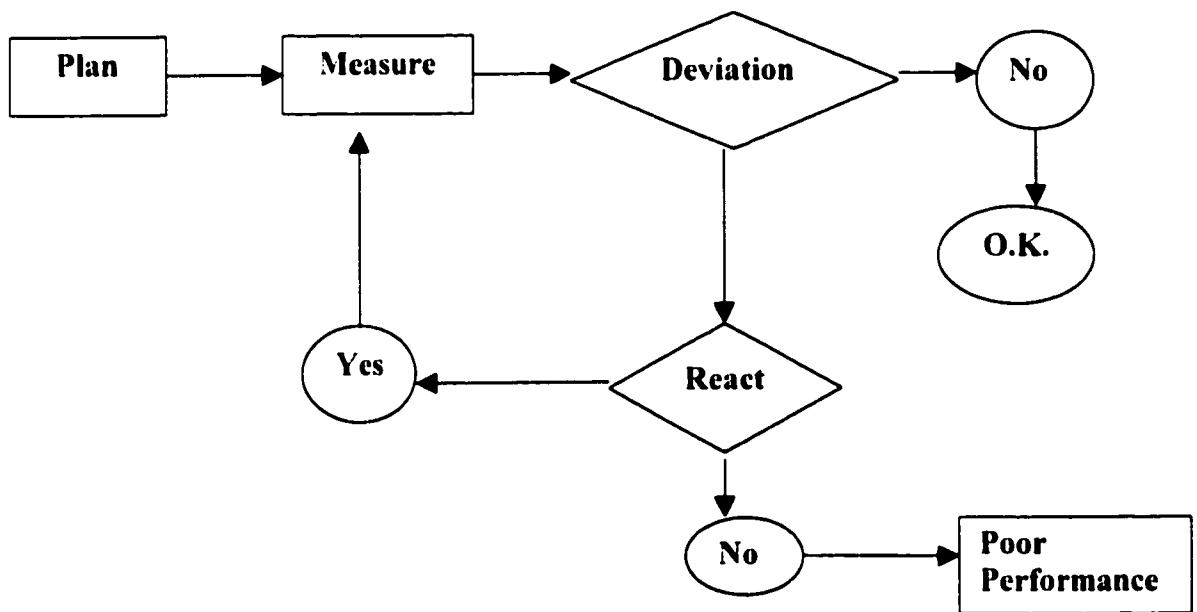 Plan
Measure
Deviation
No
O.K.
Yes
React
No
Poor
Performance